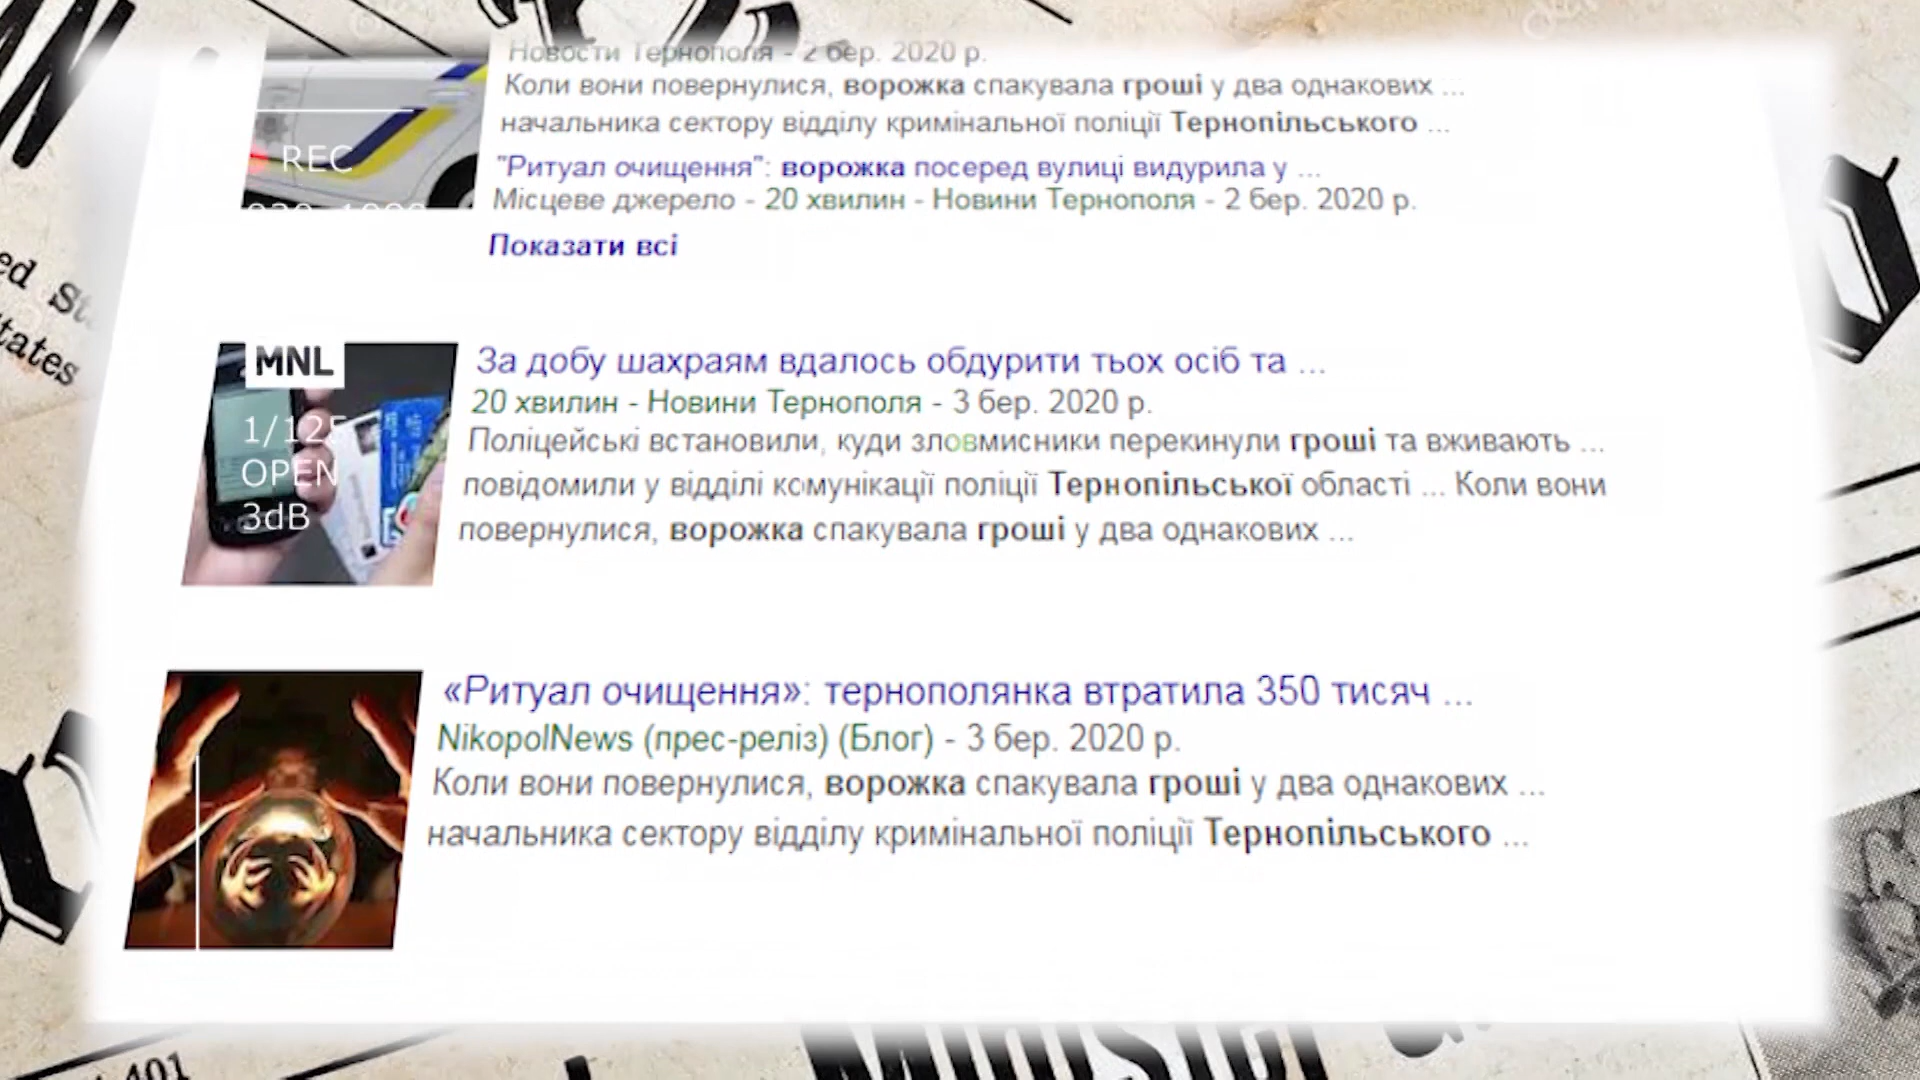 Новости Тернополя - 2 бер. 2020 р.
Коли вони повернулися, ворожка спакувала гроші у два однакових ...
начальника сектору відділу кримінальної поліції Тернопільського ...
"Ритуал очищення": ворожка посеред вулиці видурила у ...
Місцеве джерело - 20 хвилин - Новини Тернополя - 2 бер. 2020 р.
Показати всі
REC
За добу шахраям вдалось обдурити тьох осіб та ...
20 хвилин - Новини Тернополя - 3 бер. 2020 р.
Поліцейські встановили, куди зловмисники перекинули гроші та вживають ...
повідомили у відділі комунікації поліції Тернопільської області ... Коли вони
повернулися, ворожка спакувала гроші у два однакових ...
MNL
1/125
OPEN
3dB
«Ритуал очищення»: тернополянка втратила 350 тисяч ...
NikopolNews (прес-реліз) (Блог) - 3 бер. 2020 р.
Коли вони повернулися, ворожка спакувала гроші у два однакових ...
начальника сектору відділу кримінальної поліції Тернопільського ...
ed St
tates
401